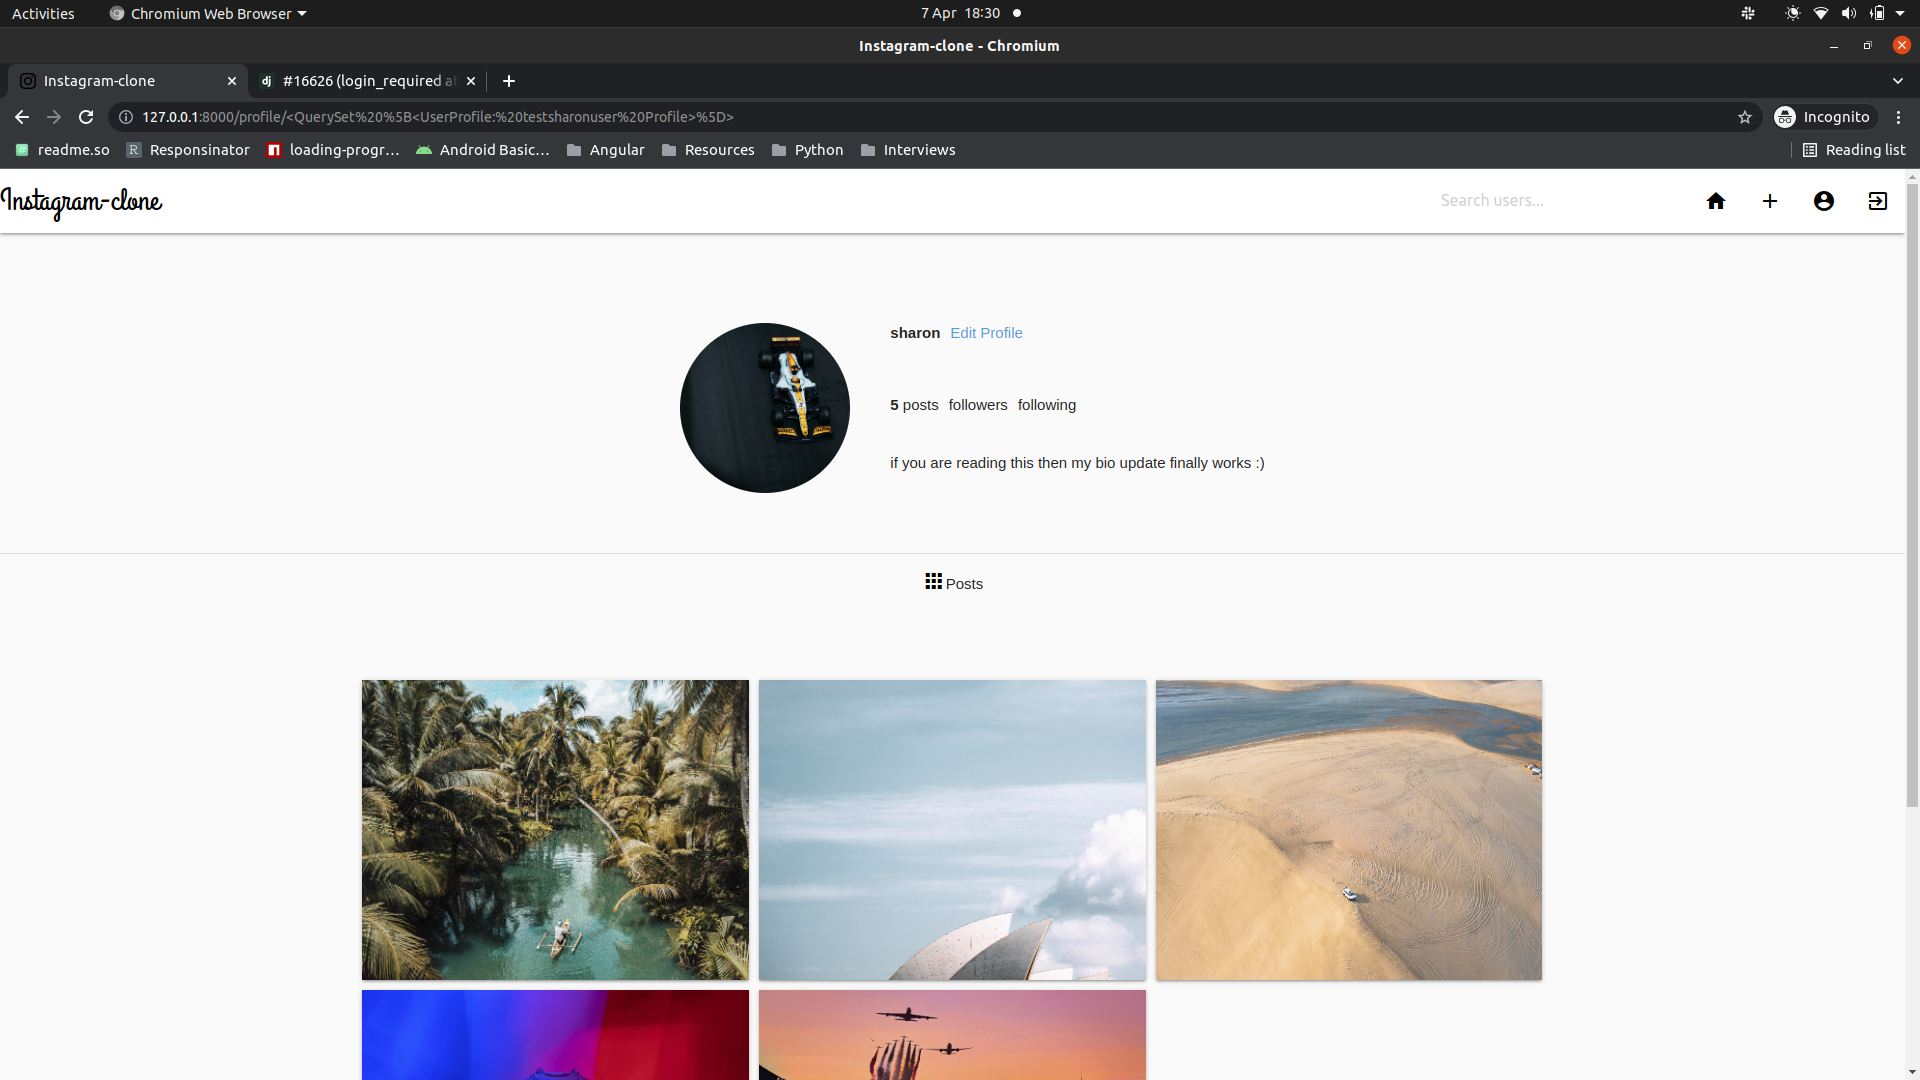 Activities
Chromium Web Browser
7 Apr 18:30
Instagram-clone - Chromium
Instagram-clone
dj
#16626 (login_required at
127.0.0.1:8000/profile/<QuerySet%20%5B<UserProfile:%20testsharonuser%20Profile>%5D>
Incognito
readme.so
R Responsinator
loading-progr…
Android Basic…
Angular
Resources
Python
Interviews
Reading list
Instagram-clone
Search users...
sharon Edit Profile
5 posts followers following
if you are reading this then my bio update finally works :)
Posts